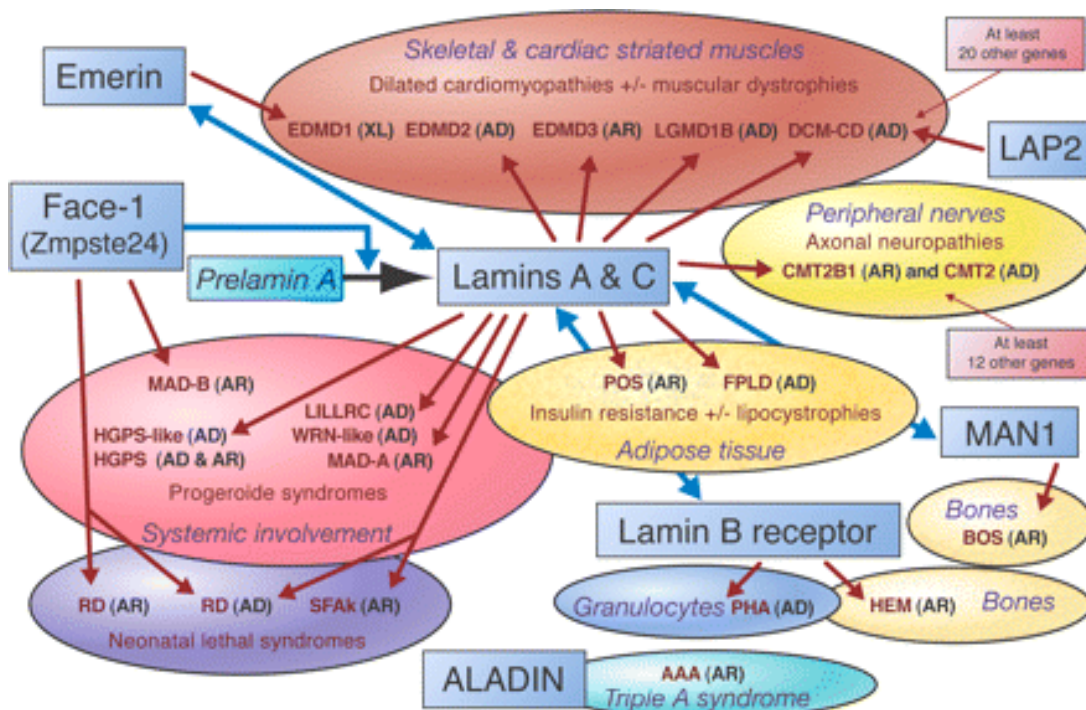 Skeletal & cardiac striated muscles
Dilated cardiomyopathies +/- muscular dystrophies
EDMD1 (XL) EDMD2 (AD) EDMD3 (AR) LGMD1B (AD) DCM-CD (AD)
At least
20 other genes
Emerin
LAP2
Face-1
(Zmpste24)
Prelamin A
Lamins A & C
Peripheral nerves
Axonal neuropathies
CMT2B1 (AR) and CMT2 (AD)
At least
12 other genes
MAD-B (AR)
LILLRC (AD)
HGPS-like (AD) WRN-like (AD)
HGPS (AD & AR) MAD-A (AR)
Progeroide syndromes
Systemic involvement
POS (AR) FPLD (AD)
Insulin resistance +/- lipocystrophies
Adipose tissue
MAN1
Bones
BOS (AR)
Lamin B receptor
RD (AR) RD (AD) SFAk (AR)
Neonatal lethal syndromes
Granulocytes PHA (AD)
HEM (AR) Bones
ALADIN
AAA (AR)
Triple A syndrome